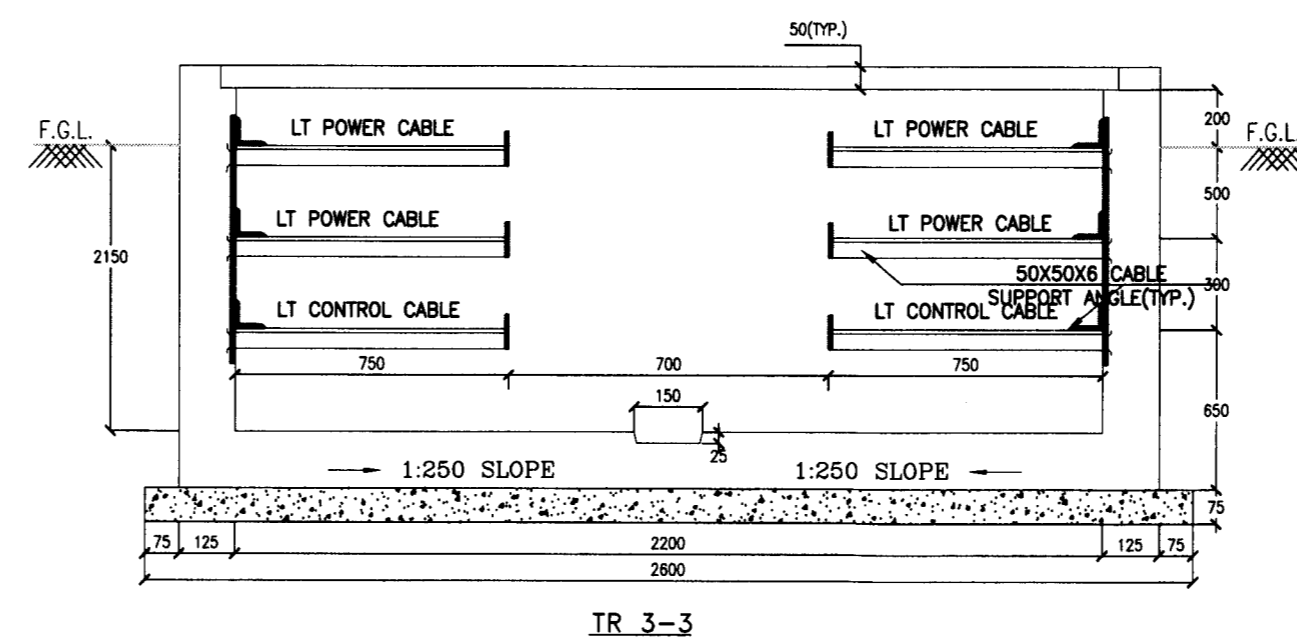 50(TYP.)
F.G.L.
LT POWER CABLE
LT POWER CABLE
200
F.G.L.
500
LT POWER CABLE
LT POWER CABLE
2150
50X50X6 CABLE
300
SUPPORT ANGLE(TYP.)
LT CONTROL CABLE
LT CONTROL CABLE
750
700
750
150
650
25
1:250 SLOPE
1:250 SLOPE
75
75
125
2200
125
75
2600
TR 3-3